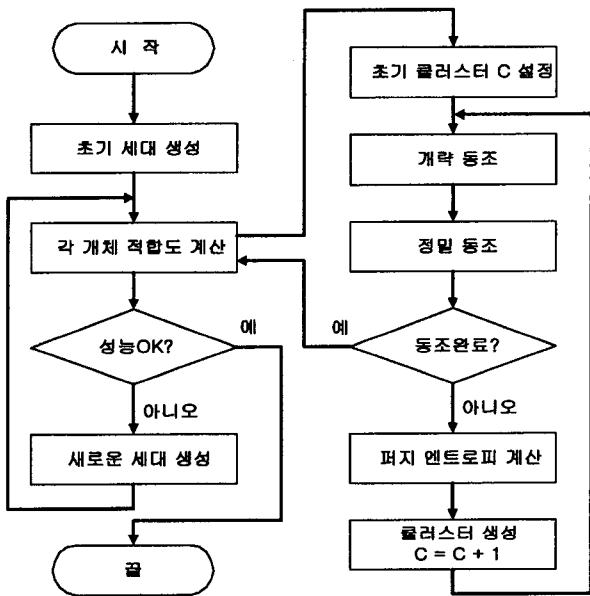 시 작
초기 세대 생성
각 개체 적합도 계산
성능OK?
예
아니오
새로운 세대 생성
끝
초기 클러스터 C 설정
개략 동조
정밀 동조
동조완료?
예
아니오
퍼지 엔트로피 계산
클러스터 생성
C = C + 1